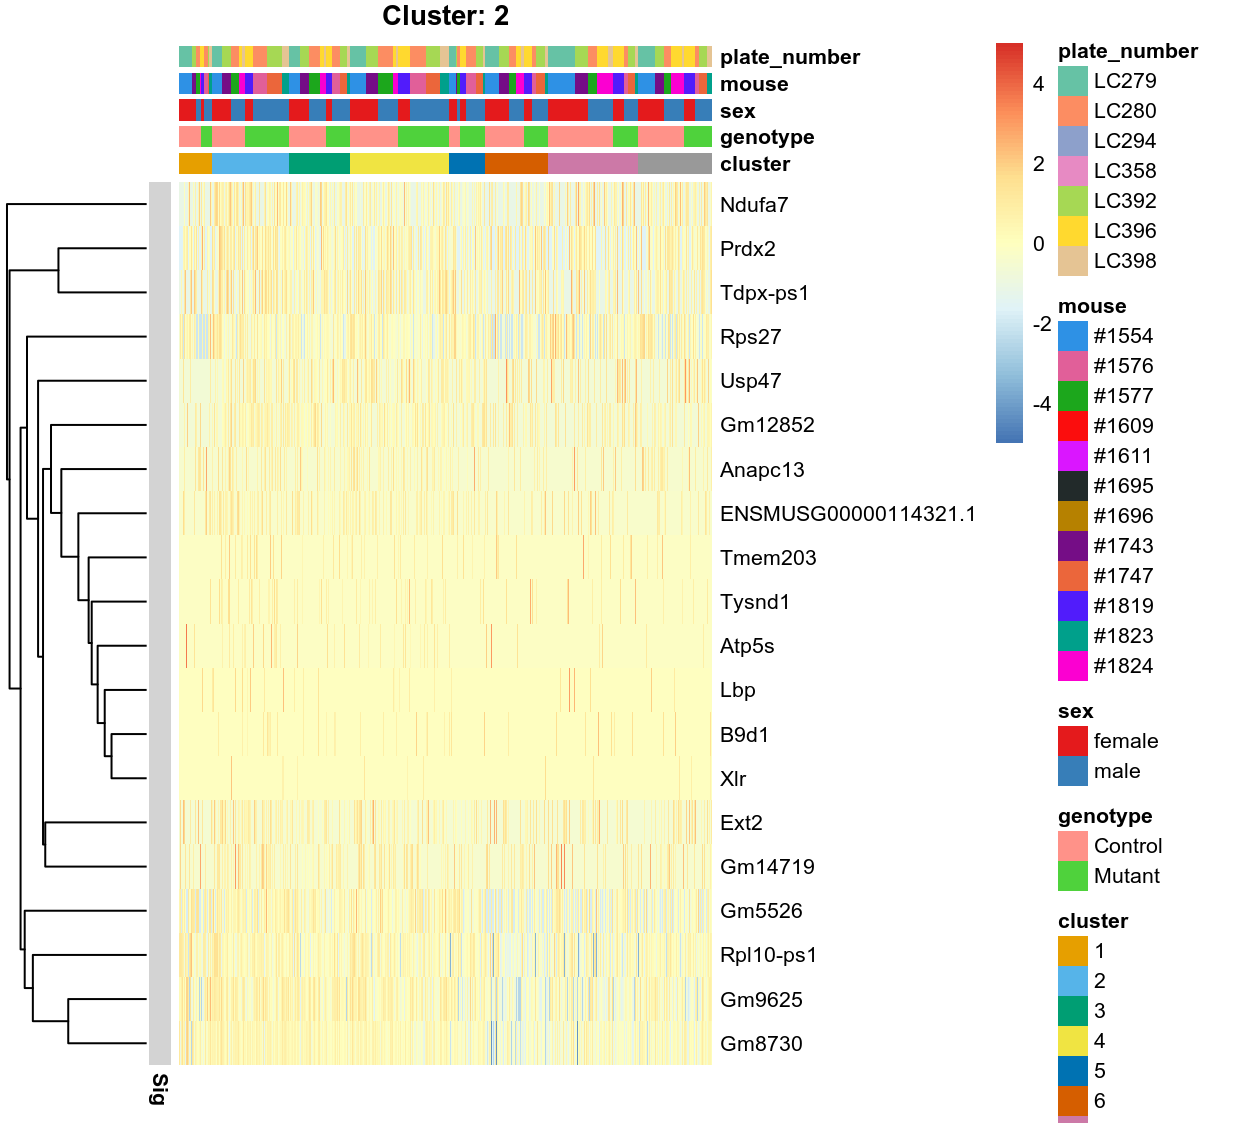 Cluster: 2
plate_number
mouse
sex
genotype
cluster
Ndufa7
Prdx2
Tdpx-ps1
Rps27
Usp47
Gm12852
Anapc13
ENSMUSG00000114321.1
Tmem203
Tysnd1
Atp5s
Lbp
B9d1
Xlr
Ext2
Gm14719
Gm5526
Rpl10-ps1
Gm9625
Gm8730
Sig
4
2
0
-2
-4
plate_number
LC279
LC280
LC294
LC358
LC392
LC396
LC398
mouse
#1554
#1576
#1577
#1609
#1611
#1695
#1696
#1743
#1747
#1819
#1823
#1824
sex
female
male
genotype
Control
Mutant
cluster
1
2
3
4
5
6